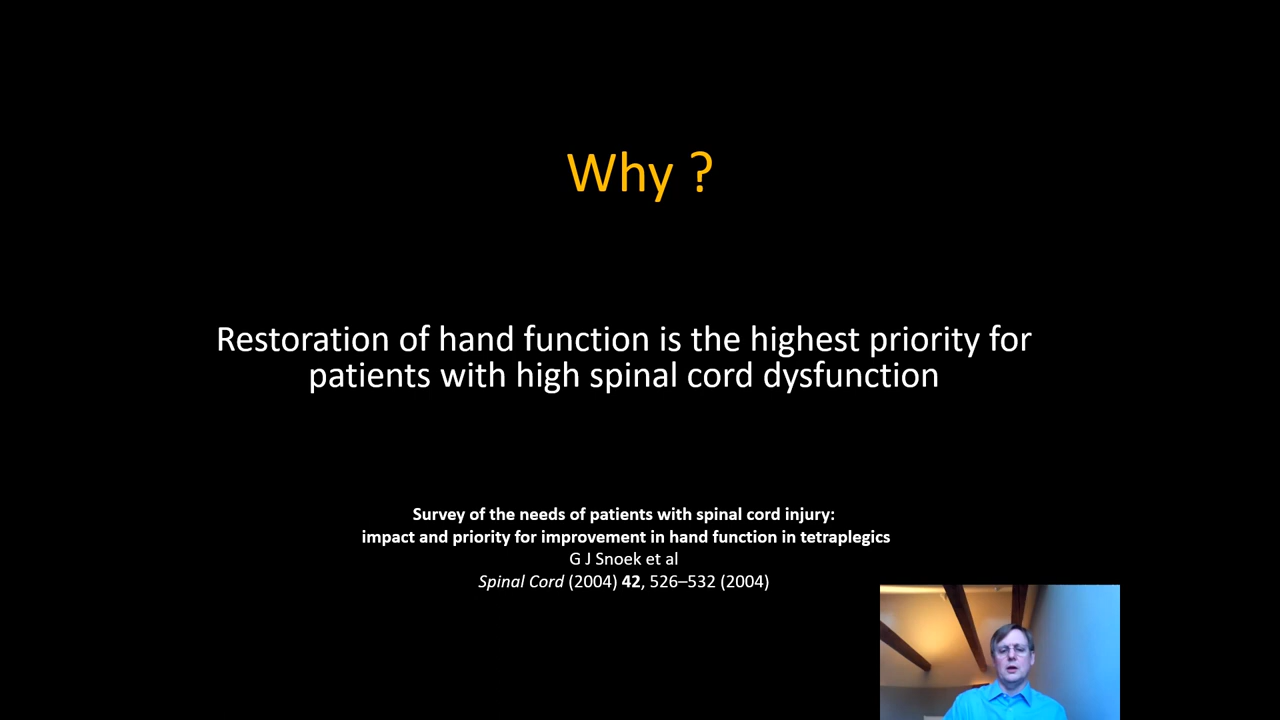 Why ?
Restoration of hand function is the highest priority for
patients with high spinal cord dysfunction
Survey of the needs of patients with spinal cord injury:
impact and priority for improvement in hand function in tetraplegics
G J Snoek et al
Spinal Cord (2004) 42, 526–532 (2004)